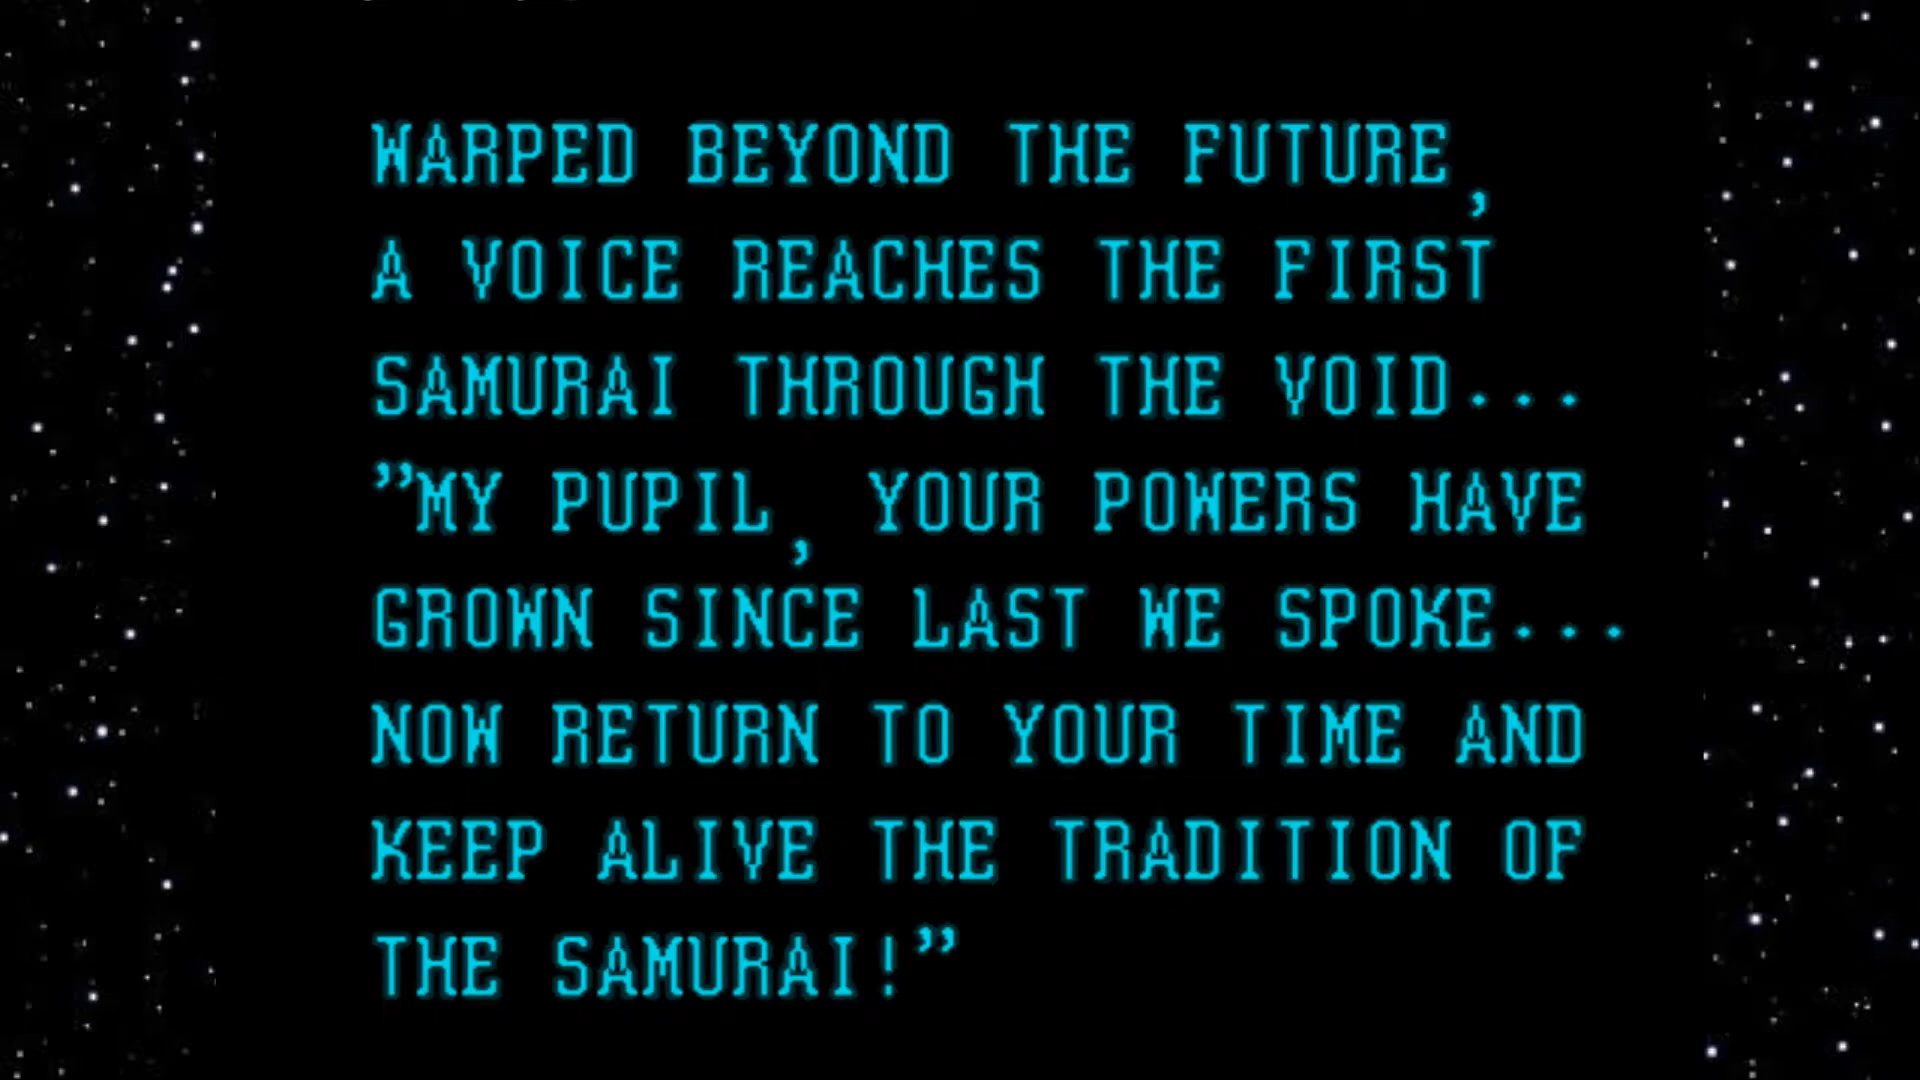 WARPED BEYOND THE FUTURE,
A VOICE REACHES THE FIRST
SAMURAI THROUGH THE VOID...
”MY PUPIL, YOUR POWERS HAVE
GROWN SINCE LAST WE SPOKE...
NOW RETURN TO YOUR TIME AND
KEEP ALIVE THE TRADITION OF
THE SAMURAI!”